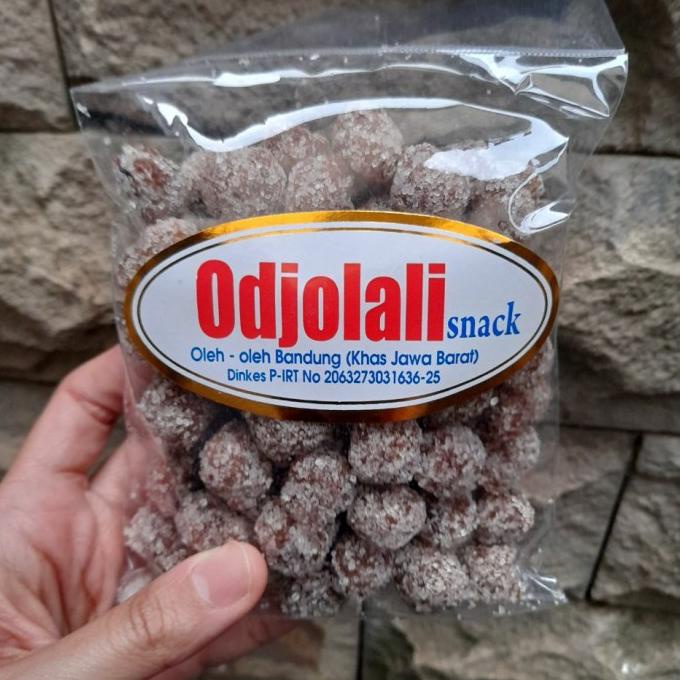 Odjolali snack
Oleh - oleh Bandung (Khas Jawa Barat)
Dinkes P-IRT No 2063273031636-25